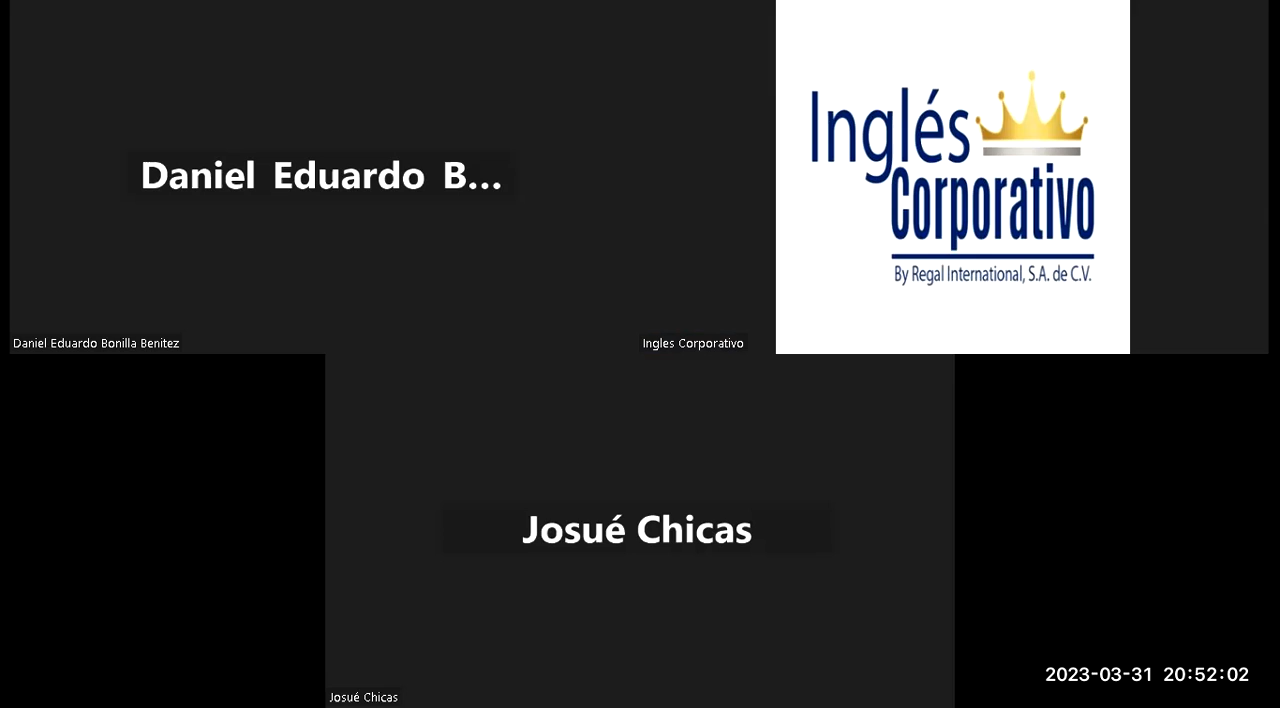 Daniel Eduardo B...
Daniel Eduardo Bonilla Benitez
Inglés
Corporativo
By Regal International, S.A. de C.V.
Ingles Corporativo
Josué Chicas
Josué Chicas
2023-03-31 20:52:02